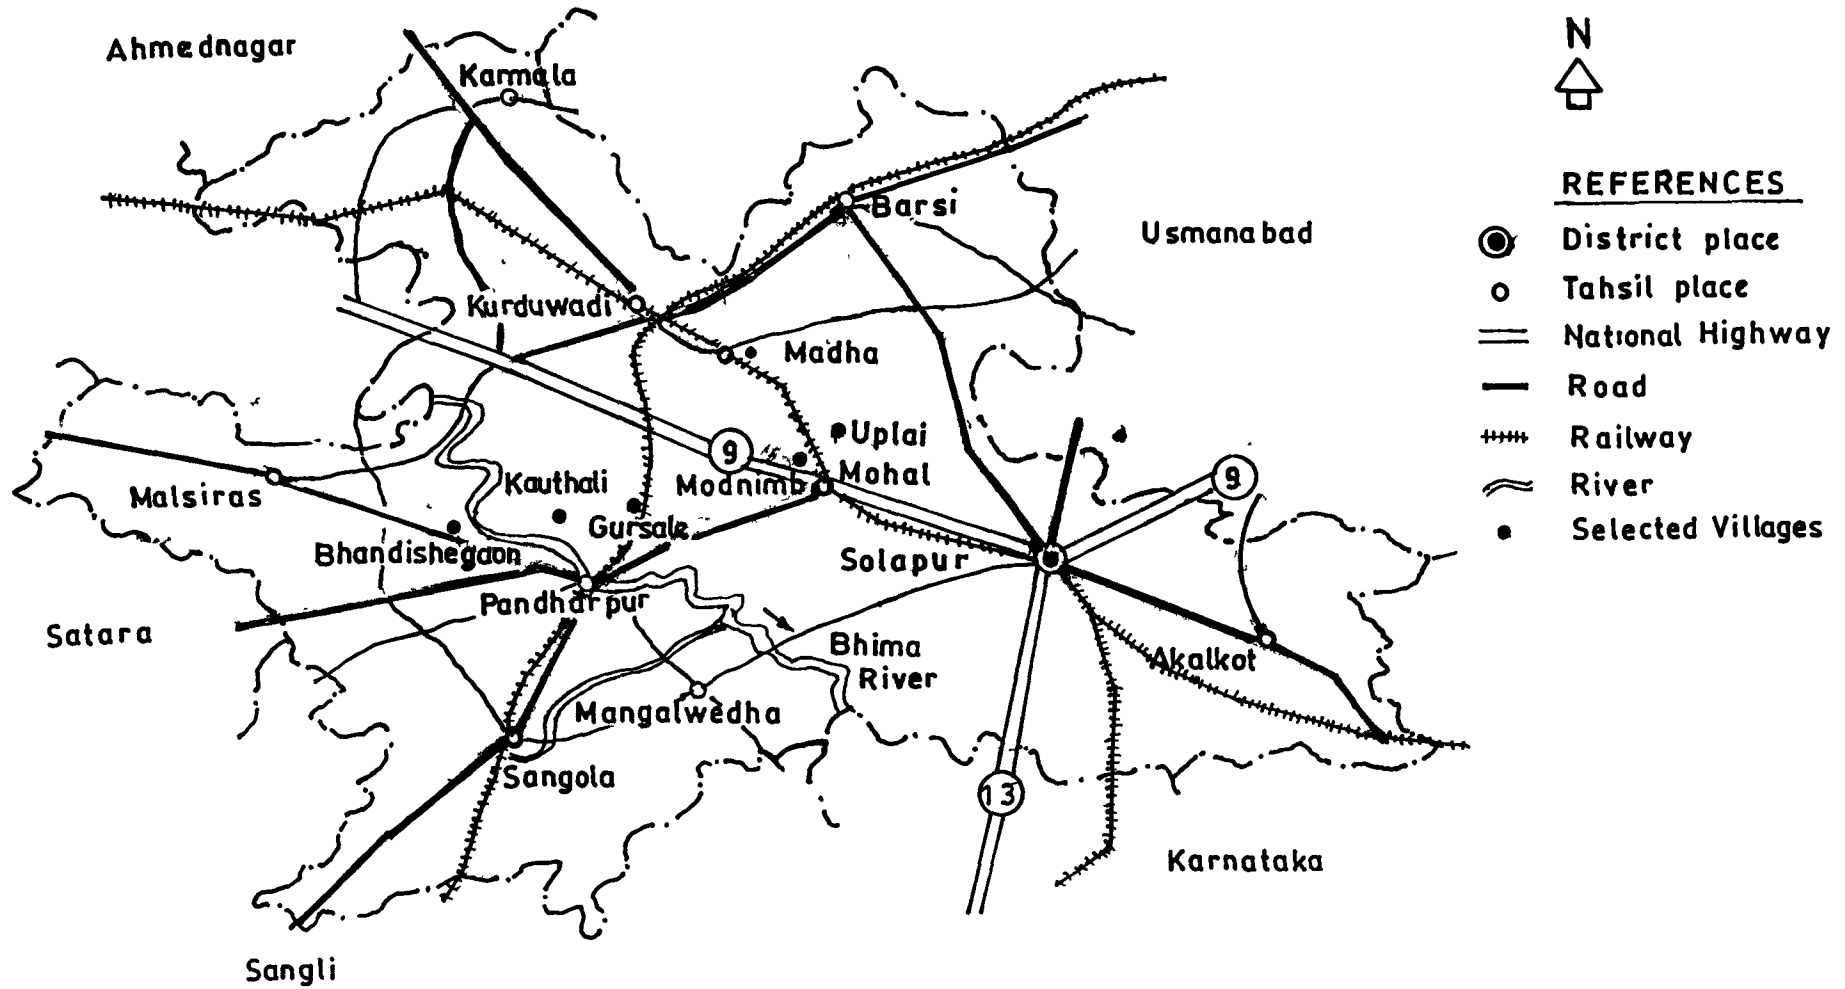 Ahmednagar
N
Karmala
REFERENCES
Barsi
Usmanabad
District place
Tahsil place
Kurduwadi
National Highway
Madha
Road
9
Uplai
Railway
Kauthali
Modnimb
Mohal
9
Malsiras
River
Gursale
Selected Villages
Bhandishegaon
Solapur
Pandharpur
Satara
Bhima
River
Akalkot
Mangalwedha
Sangola
13
Karnataka
Sangli